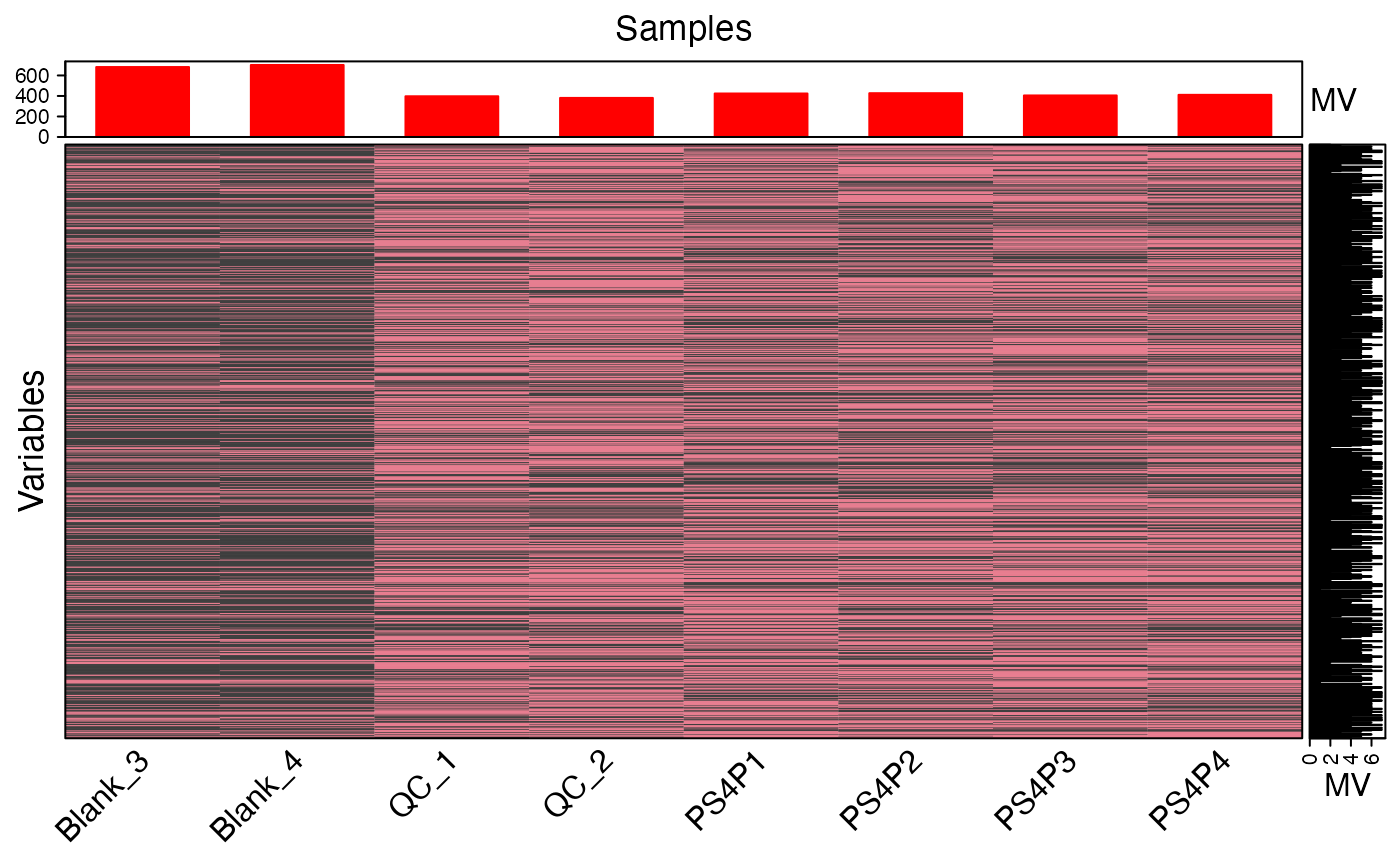 Samples
600
400
200
0
MV
Variables
Blank_3
Blank_4
QC_1
QC_2
PS4P1
PS4P2
PS4P3
PS4P4
0
2
4
6
MV